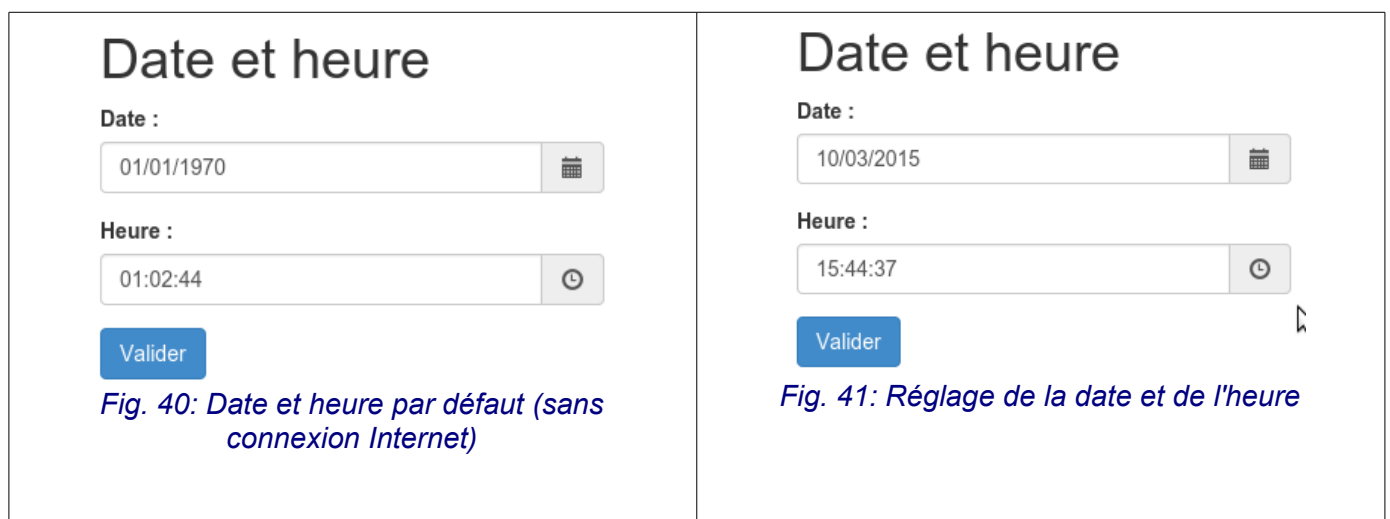 Date et heure
Date :
01/01/1970
Heure :
01:02:44
Valider
Fig. 40: Date et heure par défaut (sans
connexion Internet)
Date et heure
Date :
10/03/2015
Heure :
15:44:37
Valider
Fig. 41: Réglage de la date et de l'heure